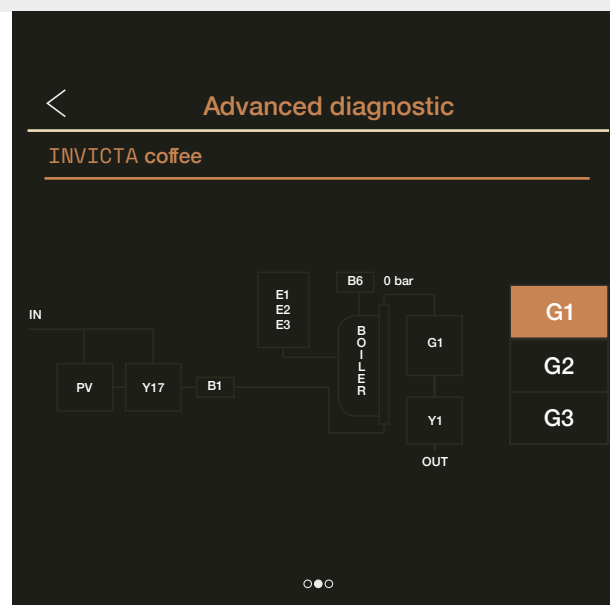 Advanced diagnostic
INVICTA coffee
B6 0 bar
E1
E2
E3
IN
BOILER
G1
G1
G2
G3
PV
Y17
B1
Y1
OUT